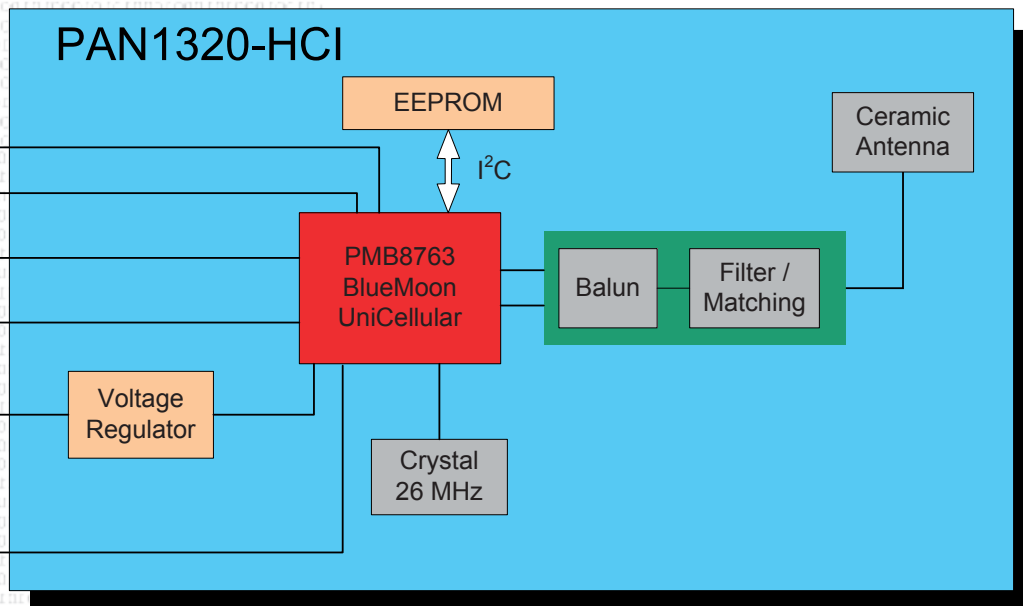 PAN1320-HCI
EEPROM
I²C
Ceramic
Antenna
PMB8763
BlueMoon
UniCellular
Balun
Filter /
Matching
Voltage
Regulator
Crystal
26 MHz